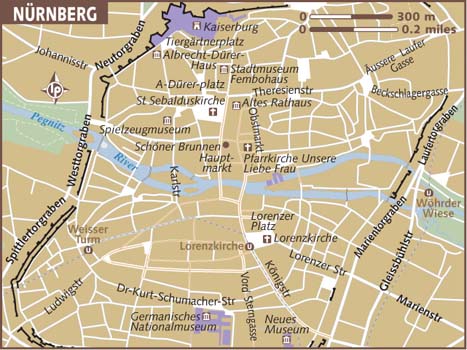 NÜRNBERG
0
300 m
0
0.2 miles
Kaiserburg
Neutorgraben
Johannisstr
Tiergärtnerplatz
Albrecht-Dürer-
Haus
Stadtmuseum
Fembohaus
Äussere Laufer
Gasse
A-Dürer-platz
Theresienstr
Beckschlagergasse
lp
St Sebalduskirche
Altes Rathaus
Pegnitz
Westtorgraben
Spielzeugmuseum
Obstmarkt
Laufertorgraben
Schöner Brunnen
Haupt-
markt
Pfarrkirche Unsere
Liebe Frau
River
Karlstr
Wöhrder
Wiese
Spittlertorgraben
Weisser
Turm
Lorenzer
Platz
Marientorgraben
Lorenzkirche
Lorenzkirche
Gleissbühlstr
Lorenzer Str
Königstr
Vord Sterngasse
Ludwigstr
Dr-Kurt-Schumacher-Str
Marienstr
Germanisches
Nationalmuseum
Neues
Museum